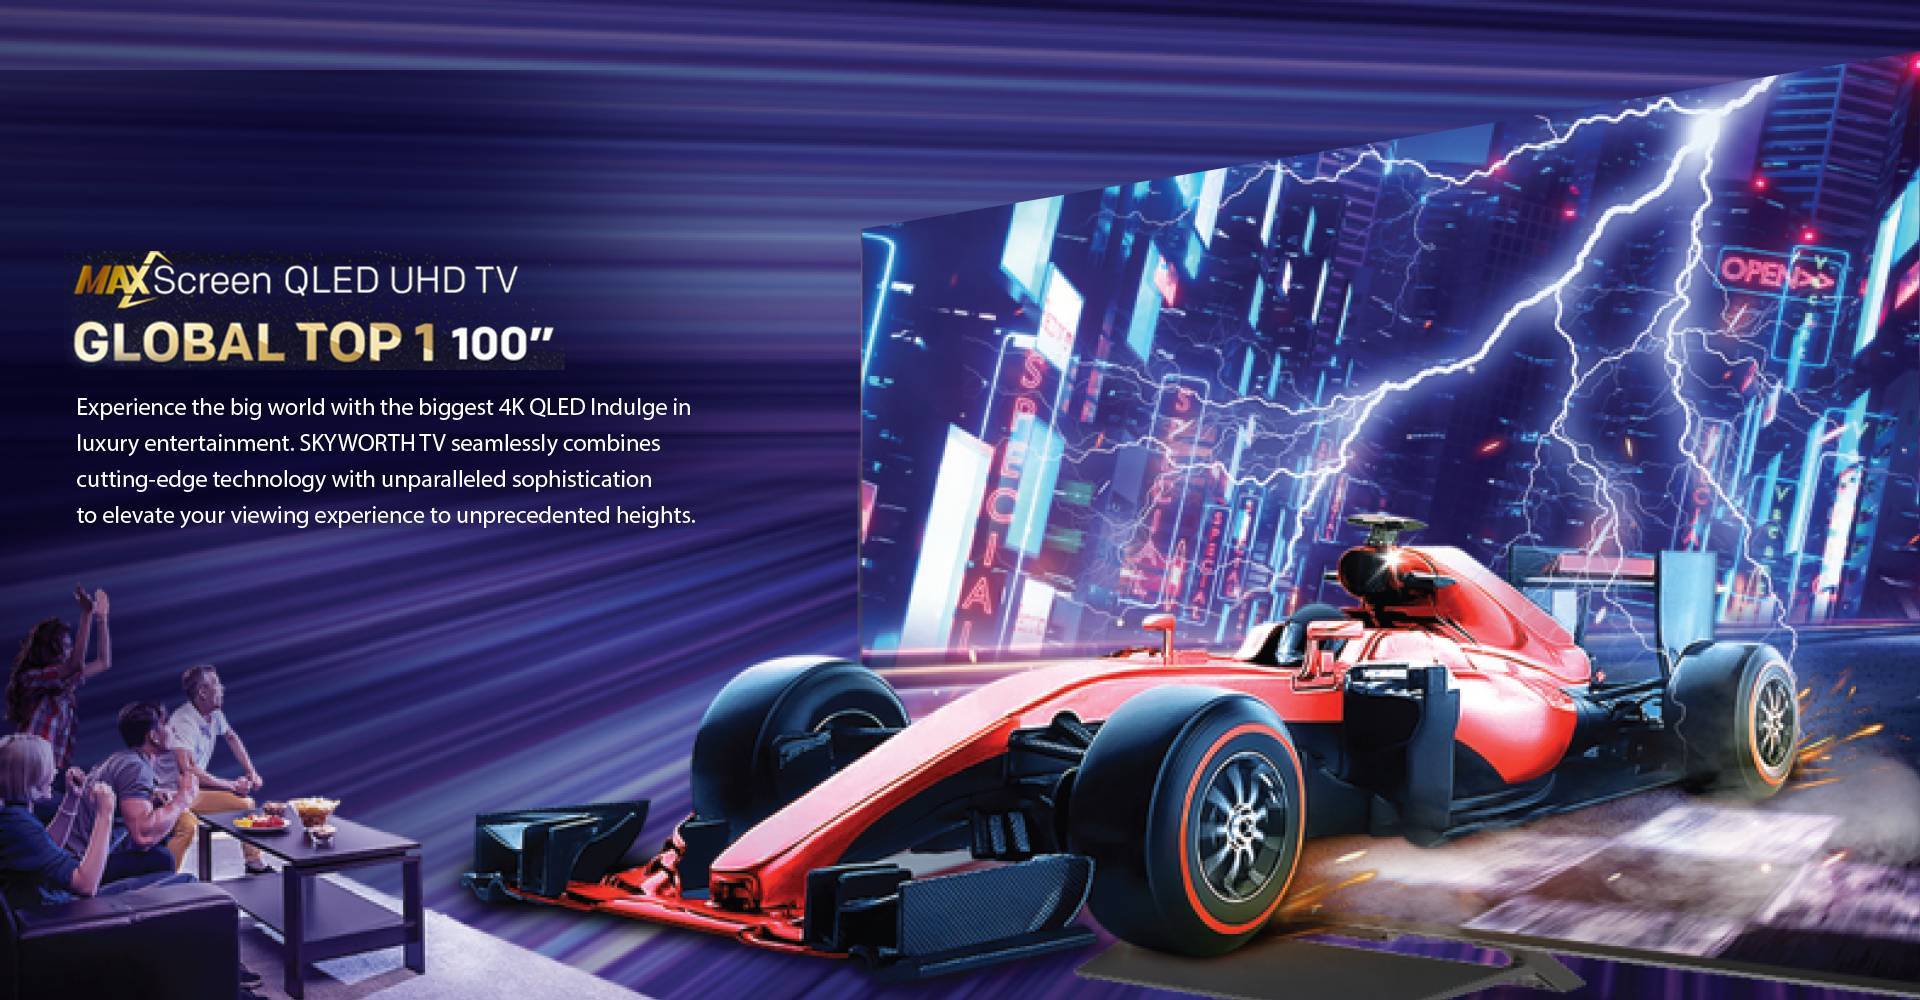 MAXScreen QLED UHD TV
GLOBAL TOP 1 100”
Experience the big world with the biggest 4K QLED Indulge in
luxury entertainment. SKYWORTH TV seamlessly combines
cutting-edge technology with unparalleled sophistication
to elevate your viewing experience to unprecedented heights.
OPEN>>
SPECIAL
SPECIAL